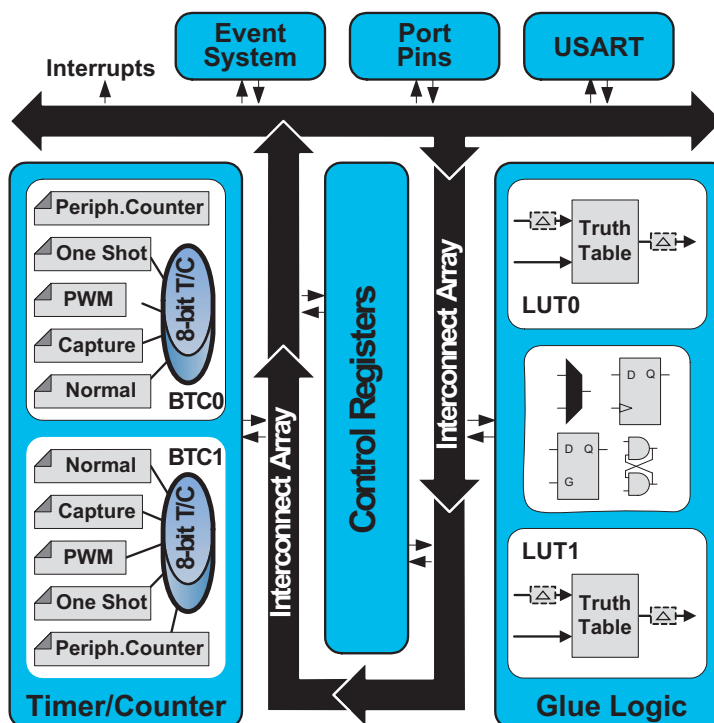 Event
System
Port
Pins
USART
Interrupts
Periph.Counter
One Shot
PWM
Capture
Normal
8-bit T/C
BTC0
Normal
Capture
PWM
One Shot
Periph.Counter
8-bit T/C
BTC1
Timer/Counter
Interconnect Array
Control Registers
Interconnect Array
Truth
Table
LUT0
D Q
D Q
G
LUT1
Truth
Table
Glue Logic